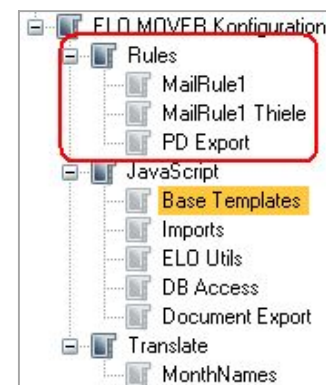 ELO MOVER Konfiguration
Rules
MailRule1
MailRule1 Thiele
PD Export
JavaScript
Base Templates
Imports
ELO Utils
DB Access
Document Export
Translate
MonthNames